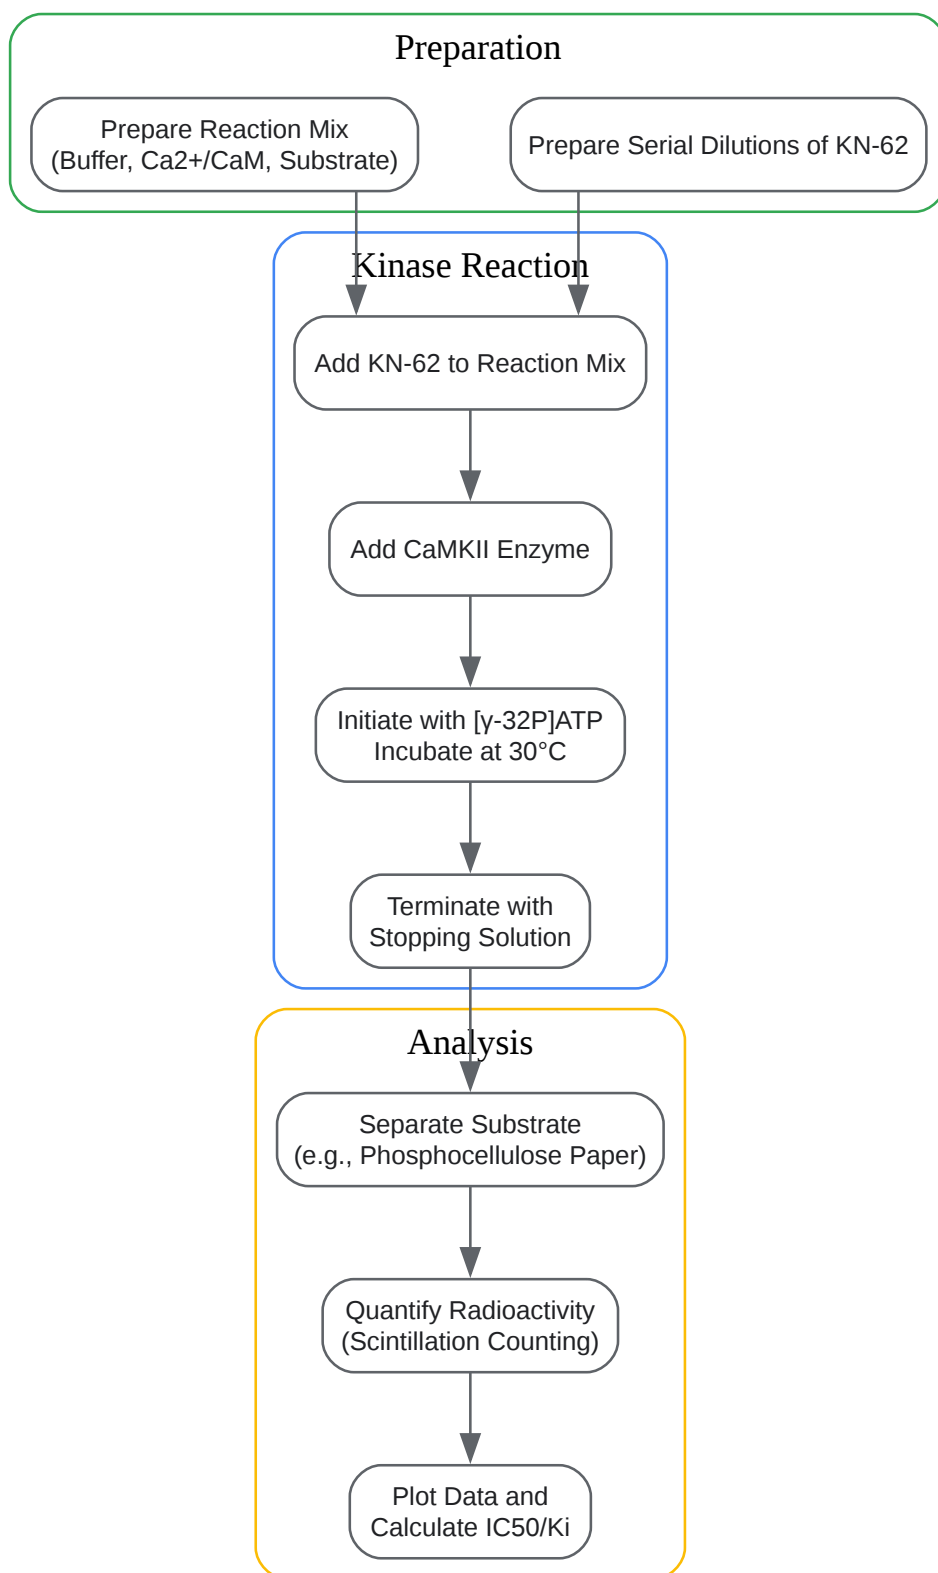 Preparation
Prepare Reaction Mix
(Buffer, Ca2+/CaM, Substrate)
Prepare Serial Dilutions of KN-62
Kinase Reaction
Add KN-62 to Reaction Mix
Add CaMKII Enzyme
Initiate with [γ-32P]ATP
Incubate at 30°C
Terminate with
Stopping Solution
Analysis
Separate Substrate
(e.g., Phosphocellulose Paper)
Quantify Radioactivity
(Scintillation Counting)
Plot Data and
Calculate IC50/Ki